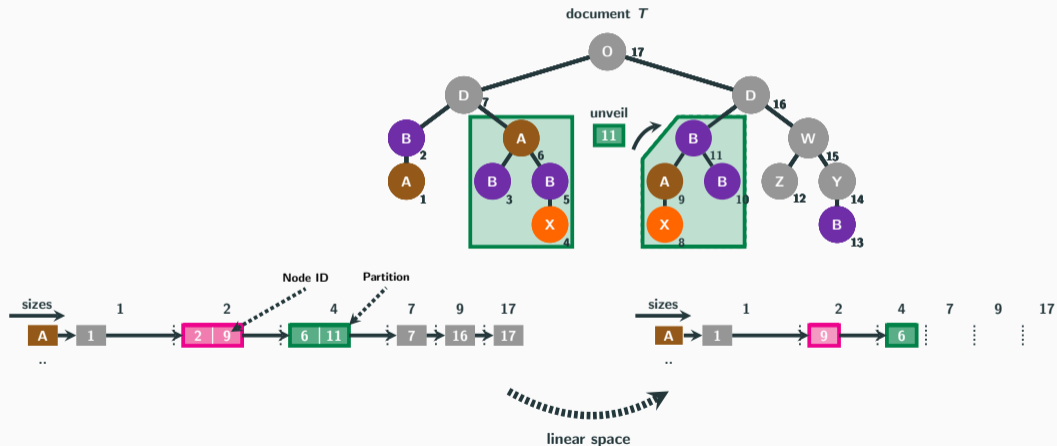 document T
O 17
D 7
D 16
unveil
11
B 2
A 6
B 11
W 15
A 1
B 3
B 5
A 9
B 10
Z 12
Y 14
X 4
X 8
B 13
Node ID
Partition
sizes 1 2 4 7 9 17
A 1 2 9 6 11 7 16 17
..
sizes 1 2 4 7 9 17
A 1 9 6
..
linear space